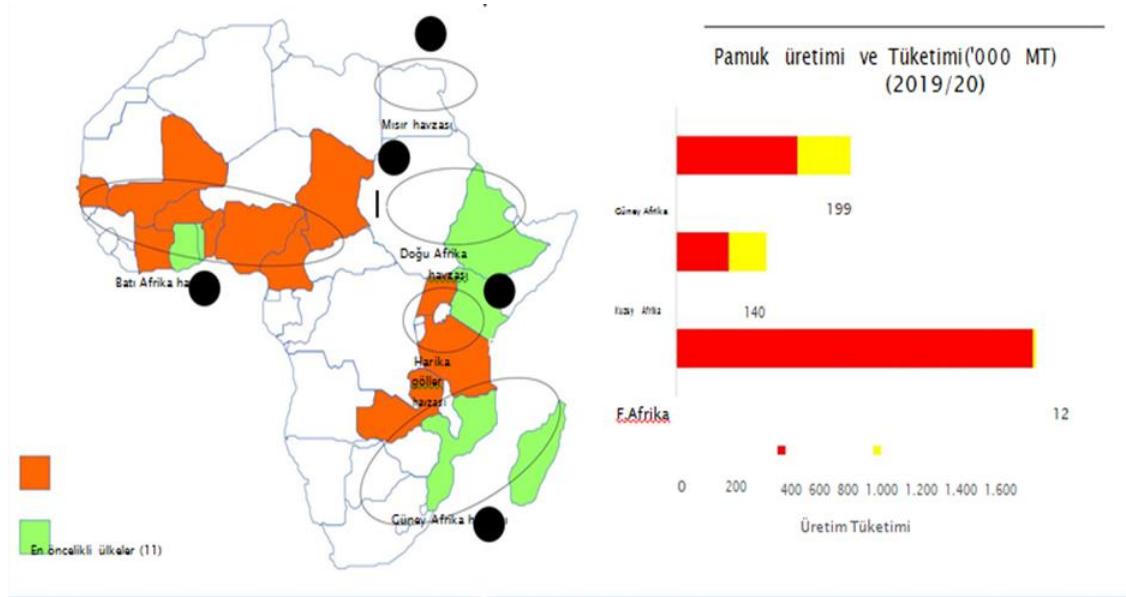 Mısır havzası
Doğu Afrika
havzası
Batı Afrika ha
Harika
göller
havzası
Güney Afrika h
En öncelikli ülkeler (11)
Pamuk üretimi ve Tüketimi('000 MT)
(2019/20)
Güney Afrika
199
Kuzey Afrika
140
F.Afrika
12
0 200 400 600 800 1.000 1.200 1.400 1.600
Üretim Tüketimi